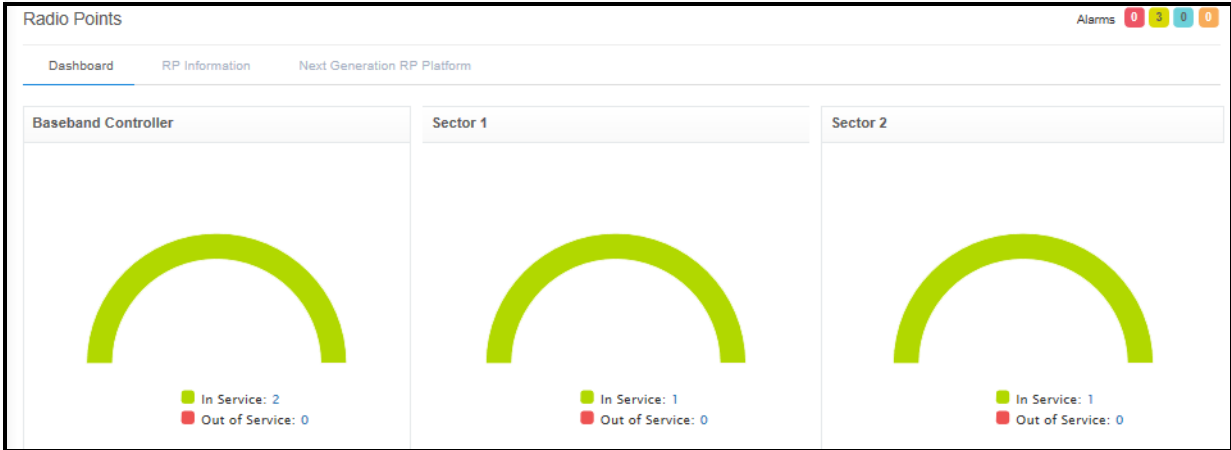 Radio Points
Alarms 0 3 0 0
Dashboard RP Information Next Generation RP Platform
Baseband Controller
In Service: 2
Out of Service: 0
Sector 1
In Service: 1
Out of Service: 0
Sector 2
In Service: 1
Out of Service: 0